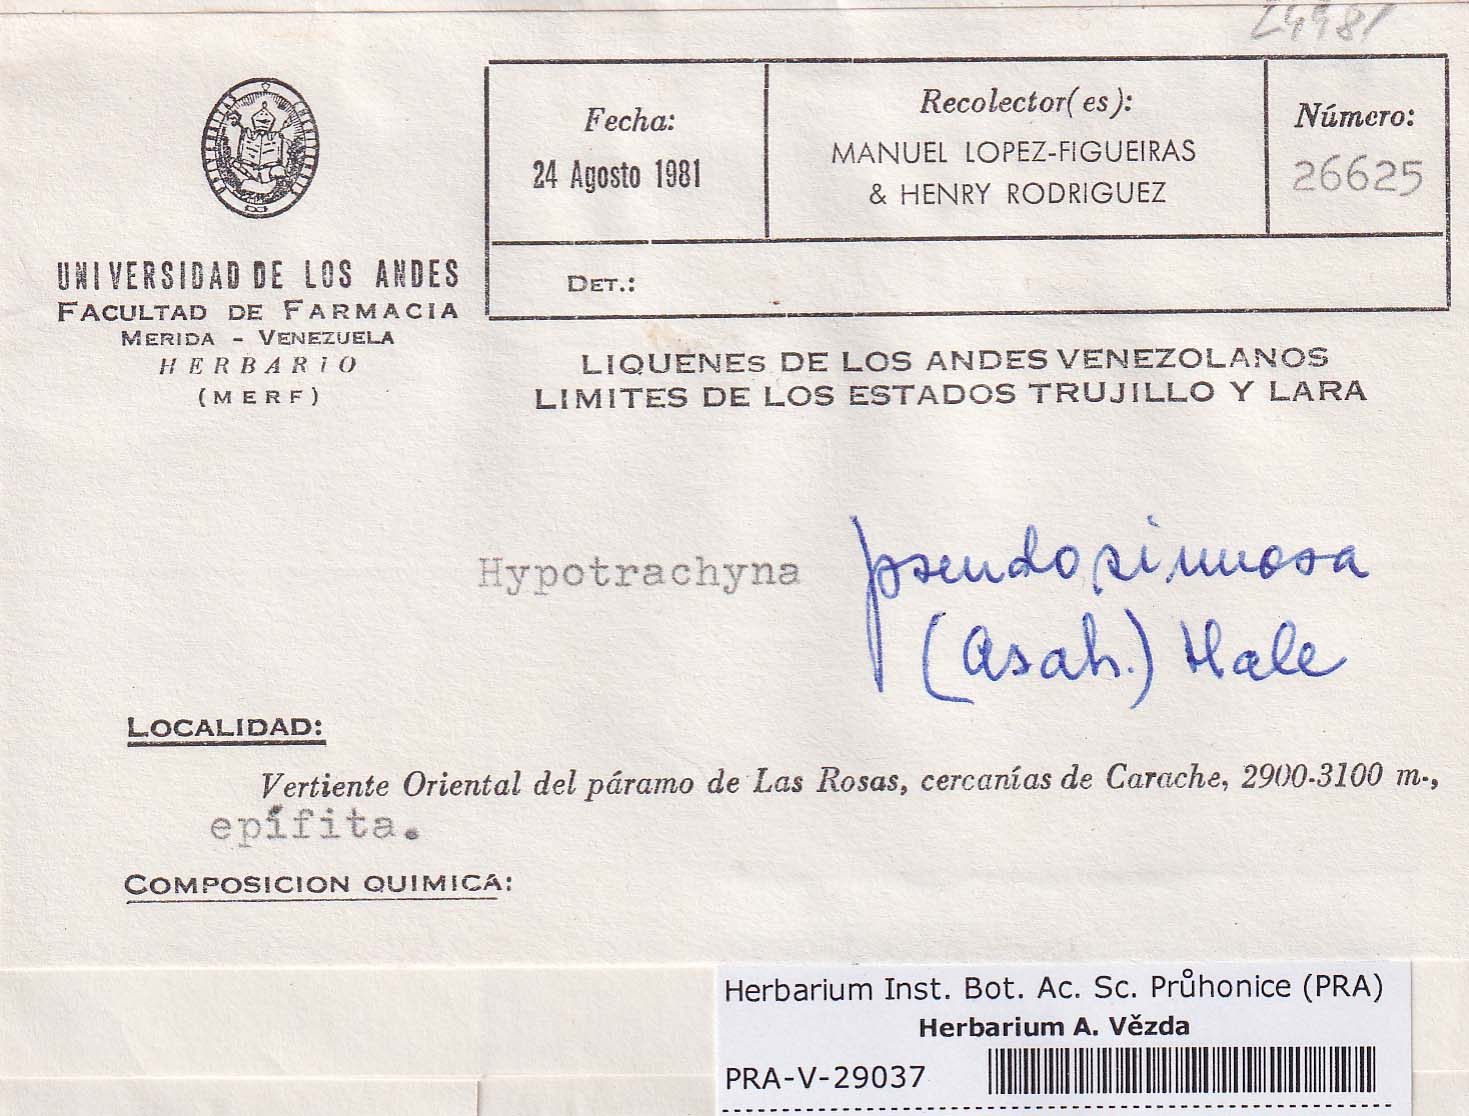 24981
Fecha:
24 Agosto 1981
Recolector(es):
MANUEL LOPEZ-FIGUEIRAS
& HENRY RODRIGUEZ
Número:
26625
DET.:
UNIVERSIDAD DE LOS ANDES
FACULTAD DE FARMACIA
MERIDA - VENEZUELA
HERBARIO
(MERF)
LIQUENES DE LOS ANDES VENEZOLANOS
LIMITES DE LOS ESTADOS TRUJILLO Y LARA
Hypotrachyna pseudosinuosa
(Asah.) Hale
LOCALIDAD:
Vertiente Oriental del páramo de Las Rosas, cercanías de Carache, 2900-3100 m.,
epífita.
COMPOSICION QUIMICA:
Herbarium Inst. Bot. Ac. Sc. Průhonice (PRA)
Herbarium A. Vězda
PRA-V-29037